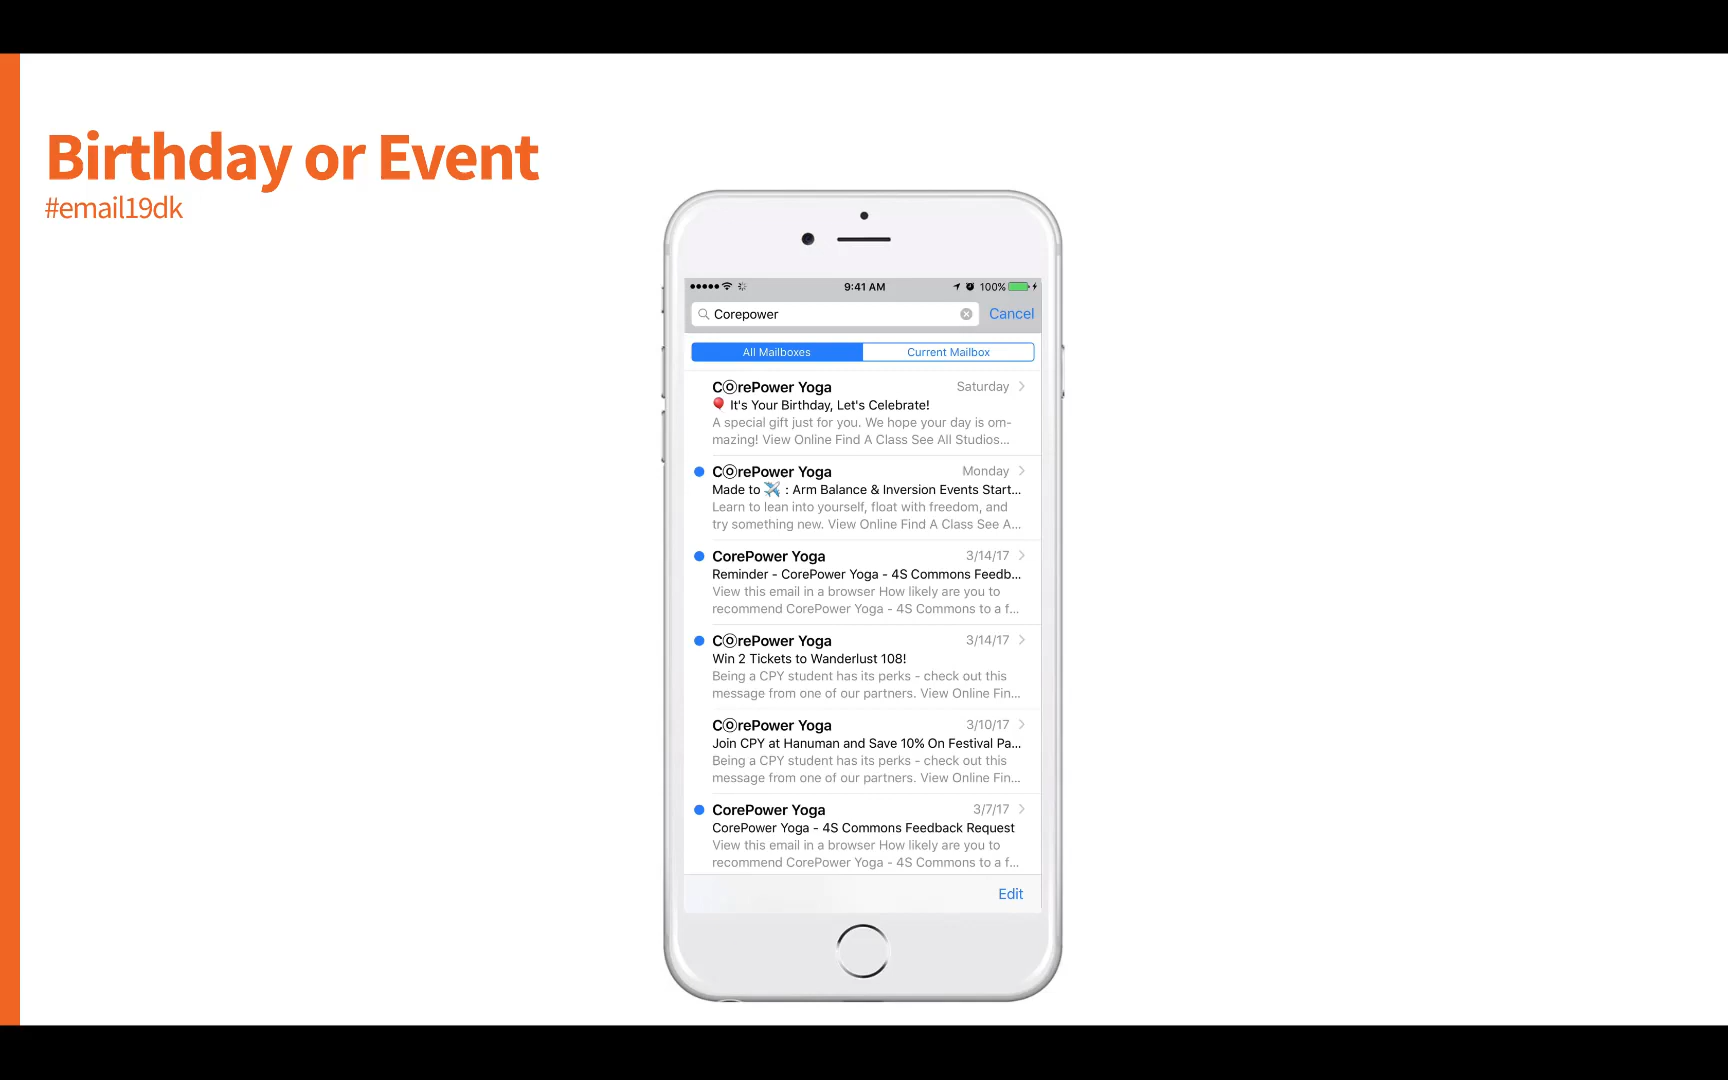 Birthday or Event
#email19dk
9:41 AM
100%
Corepower
Cancel
All Mailboxes
Current Mailbox
CⓞrePower Yoga
Saturday
🎈 It's Your Birthday, Let's Celebrate!
A special gift just for you. We hope your day is om-
mazing! View Online Find A Class See All Studios...
CⓞrePower Yoga
Monday
Made to ✈️ : Arm Balance & Inversion Events Start...
Learn to lean into yourself, float with freedom, and
try something new. View Online Find A Class See A...
CorePower Yoga
3/14/17
Reminder - CorePower Yoga - 4S Commons Feedb...
View this email in a browser How likely are you to
recommend CorePower Yoga - 4S Commons to a f...
CⓞrePower Yoga
3/14/17
Win 2 Tickets to Wanderlust 108!
Being a CPY student has its perks - check out this
message from one of our partners. View Online Fin...
CⓞrePower Yoga
3/10/17
Join CPY at Hanuman and Save 10% On Festival Pa...
Being a CPY student has its perks - check out this
message from one of our partners. View Online Fin...
CorePower Yoga
3/7/17
CorePower Yoga - 4S Commons Feedback Request
View this email in a browser How likely are you to
recommend CorePower Yoga - 4S Commons to a f...
Edit